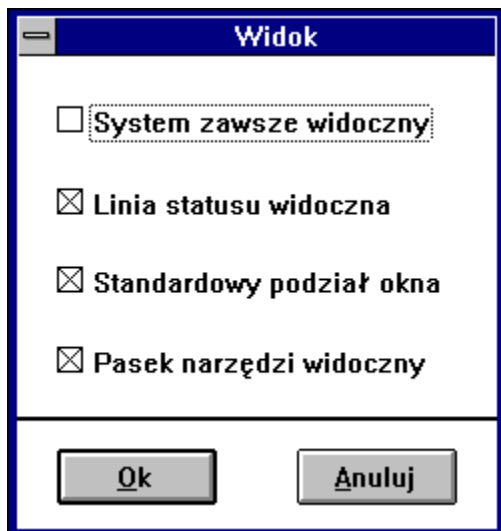 Widok
System zawsze widoczny
Linia statusu widoczna
Standardowy podział okna
Pasek narzędzi widoczny
Ok
Anuluj